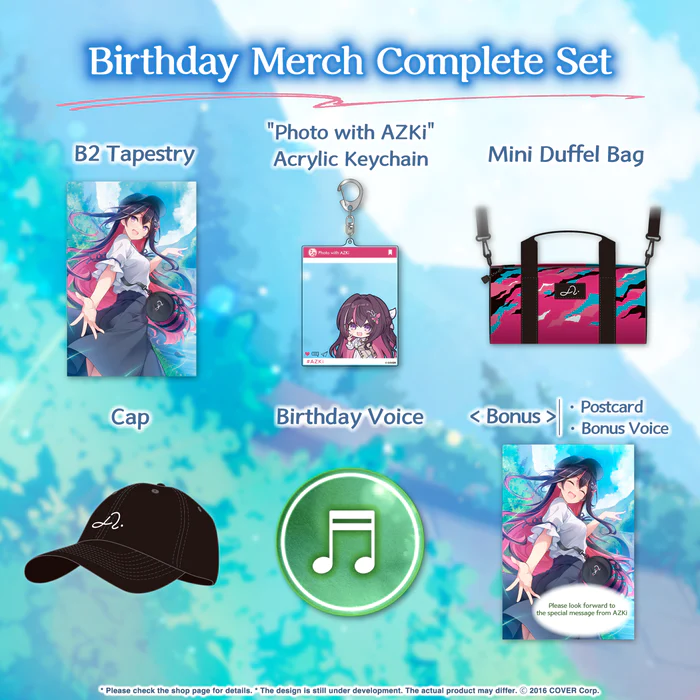 Birthday Merch Complete Set
B2 Tapestry
"Photo with AZKi"
Acrylic Keychain
Mini Duffel Bag
Photo with AZKi
#AZKi
Cap
Birthday Voice
< Bonus >
・Postcard
・Bonus Voice
Please look forward to
the special message from AZKi
* Please check the shop page for details. * The design is still under development. The actual product may differ. Ⓒ 2016 COVER Corp.